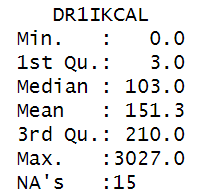 DR1IKCAL
Min.   :   0.0
1st Qu.:   3.0
Median : 103.0
Mean   : 151.3
3rd Qu.: 210.0
Max.   :3027.0
NA's   :15